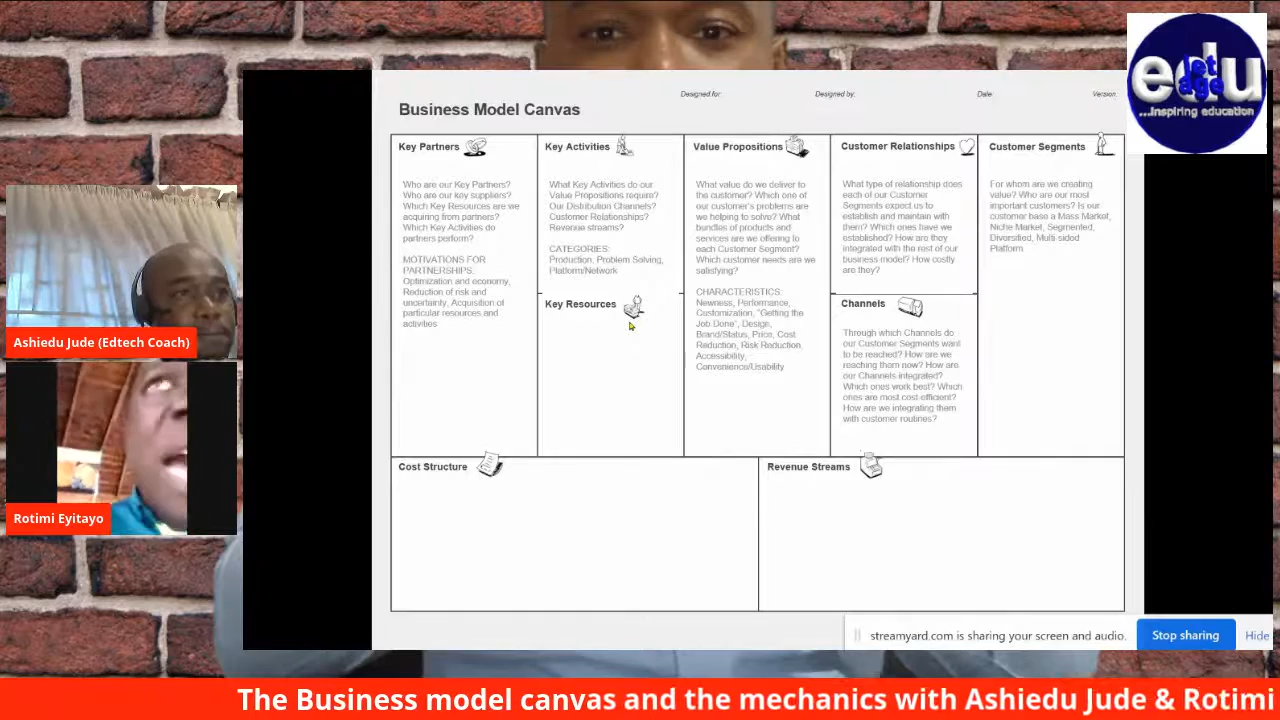 Business Model Canvas
Designed for:
Designed by:
Date:
Version:
edu
let
age
...inspiring education
Key Partners
Who are our Key Partners?
Who are our key suppliers?
Which Key Resources are we
acquiring from partners?
Which Key Activities do
partners perform?
MOTIVATIONS FOR
PARTNERSHIPS:
Optimization and economy,
Reduction of risk and
uncertainty, Acquisition of
particular resources and
activities
Key Activities
What Key Activities do our
Value Propositions require?
Our Distribution Channels?
Customer Relationships?
Revenue streams?
CATEGORIES:
Production, Problem Solving,
Platform/Network
Key Resources
Value Propositions
What value do we deliver to
the customer? Which one of
our customer's problems are
we helping to solve? What
bundles of products and
services are we offering to
each Customer Segment?
Which customer needs are we
satisfying?
CHARACTERISTICS:
Newness, Performance,
Customization, "Getting the
Job Done", Design,
Brand/Status, Price, Cost
Reduction, Risk Reduction,
Accessibility,
Convenience/Usability
Customer Relationships
What type of relationship does
each of our Customer
Segments expect us to
establish and maintain with
them? Which ones have we
established? How are they
integrated with the rest of our
business model? How costly
are they?
Channels
Through which Channels do
our Customer Segments want
to be reached? How are we
reaching them now? How are
our Channels integrated?
Which ones work best? Which
ones are most cost-efficient?
How are we integrating them
with customer routines?
Customer Segments
For whom are we creating
value? Who are our most
important customers? Is our
customer base a Mass Market,
Niche Market, Segmented,
Diversified, Multi-sided
Platform
Cost Structure
Revenue Streams
Ashiedu Jude (Edtech Coach)
Rotimi Eyitayo
streamyard.com is sharing your screen and audio.
Stop sharing
Hide
The Business model canvas and the mechanics with Ashiedu Jude & Rotimi